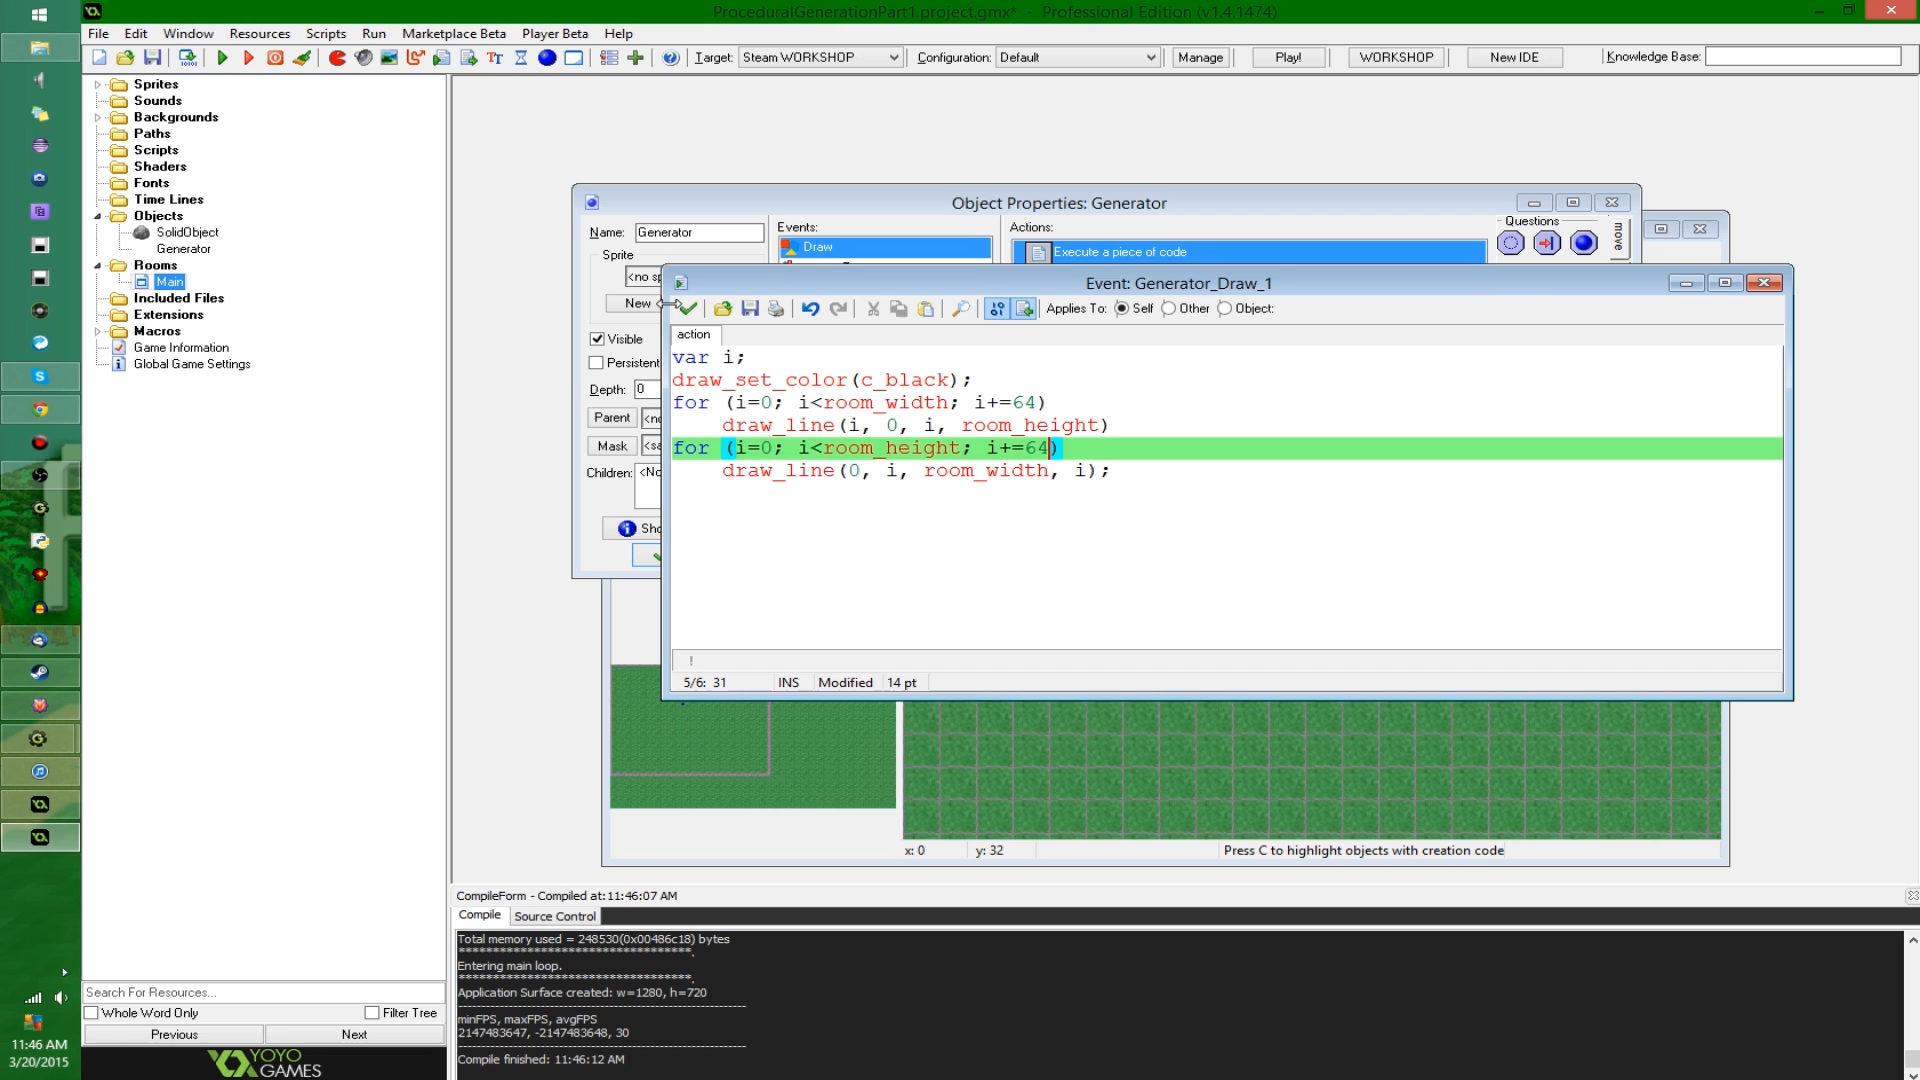 ProceduralGenerationPart1.project.gmx* - Professional Edition (v1.4.1474)
File Edit Window Resources Scripts Run Marketplace Beta Player Beta Help
Target: Steam WORKSHOP Configuration: Default Manage Play! WORKSHOP New IDE Knowledge Base:
Sprites
Sounds
Backgrounds
Paths
Scripts
Shaders
Fonts
Time Lines
Objects
SolidObject
Generator
Rooms
Main
Included Files
Extensions
Macros
Game Information
Global Game Settings
Object Properties: Generator
Name: Generator
Sprite
<no sp
New
Visible
Persistent
Depth: 0
Parent <no
Mask <sa
Children: <No
Sho
Events:
Draw
Actions:
Execute a piece of code
Questions
move
Event: Generator_Draw_1
Applies To: Self Other Object:
action
var i;
draw_set_color(c_black);
for (i=0; i<room_width; i+=64)
draw_line(i, 0, i, room_height)
for (i=0; i<room_height; i+=64)
draw_line(0, i, room_width, i);
!
5/6: 31 INS Modified 14 pt
x: 0 y: 32 Press C to highlight objects with creation code
CompileForm - Compiled at:11:46:07 AM
Compile Source Control
Total memory used = 248530(0x00486c18) bytes
Entering main loop.
Application Surface created: w=1280, h=720
minFPS, maxFPS, avgFPS
2147483647, -2147483648, 30
Compile finished: 11:46:12 AM
Search For Resources...
Whole Word Only Filter Tree
Previous Next
YOYO
GAMES
11:46 AM
3/20/2015